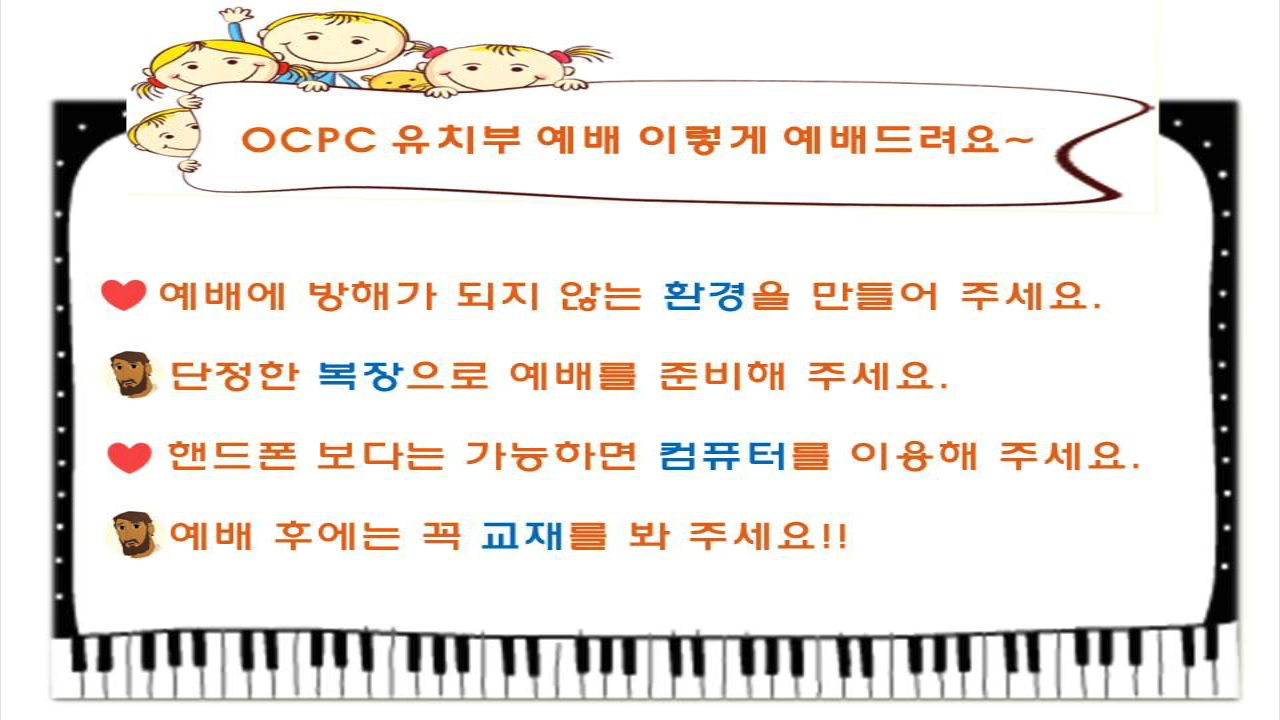 OCPC 유치부 예배 이렇게 예배드려요~
예배에 방해가 되지 않는 환경을 만들어 주세요.
단정한 복장으로 예배를 준비해 주세요.
핸드폰 보다는 가능하면 컴퓨터를 이용해 주세요.
예배 후에는 꼭 교재를 봐 주세요!!